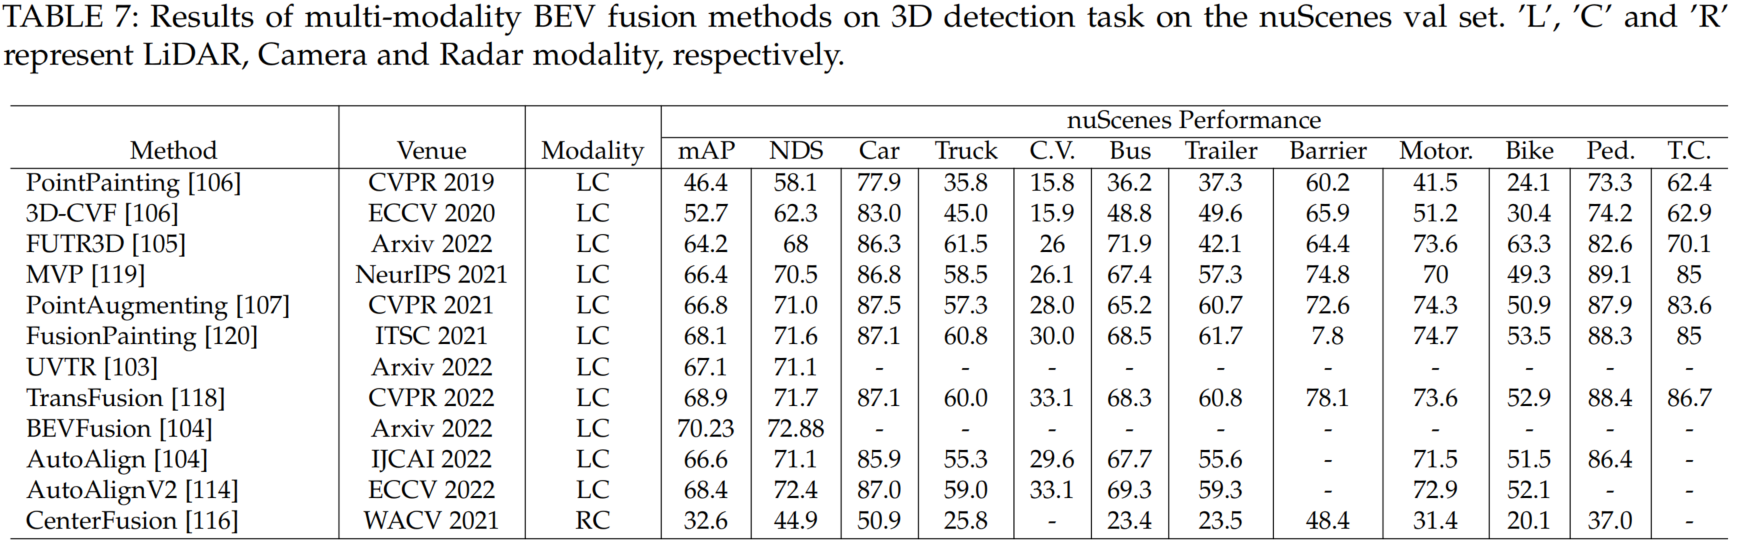 TABLE 7: Results of multi-modality BEV fusion methods on 3D detection task on the nuScenes val set. ’L’, ’C’ and ’R’
represent LiDAR, Camera and Radar modality, respectively.
nuScenes Performance
Method Venue Modality mAP NDS Car Truck C.V. Bus Trailer Barrier Motor. Bike Ped. T.C.
PointPainting [106] CVPR 2019 LC 46.4 58.1 77.9 35.8 15.8 36.2 37.3 60.2 41.5 24.1 73.3 62.4
3D-CVF [106] ECCV 2020 LC 52.7 62.3 83.0 45.0 15.9 48.8 49.6 65.9 51.2 30.4 74.2 62.9
FUTR3D [105] Arxiv 2022 LC 64.2 68 86.3 61.5 26 71.9 42.1 64.4 73.6 63.3 82.6 70.1
MVP [119] NeurIPS 2021 LC 66.4 70.5 86.8 58.5 26.1 67.4 57.3 74.8 70 49.3 89.1 85
PointAugmenting [107] CVPR 2021 LC 66.8 71.0 87.5 57.3 28.0 65.2 60.7 72.6 74.3 50.9 87.9 83.6
FusionPainting [120] ITSC 2021 LC 68.1 71.6 87.1 60.8 30.0 68.5 61.7 7.8 74.7 53.5 88.3 85
UVTR [103] Arxiv 2022 LC 67.1 71.1 - - - - - - - - - -
TransFusion [118] CVPR 2022 LC 68.9 71.7 87.1 60.0 33.1 68.3 60.8 78.1 73.6 52.9 88.4 86.7
BEVFusion [104] Arxiv 2022 LC 70.23 72.88 - - - - - - - - - -
AutoAlign [104] IJCAI 2022 LC 66.6 71.1 85.9 55.3 29.6 67.7 55.6 - 71.5 51.5 86.4 -
AutoAlignV2 [114] ECCV 2022 LC 68.4 72.4 87.0 59.0 33.1 69.3 59.3 - 72.9 52.1 - -
CenterFusion [116] WACV 2021 RC 32.6 44.9 50.9 25.8 - 23.4 23.5 48.4 31.4 20.1 37.0 -